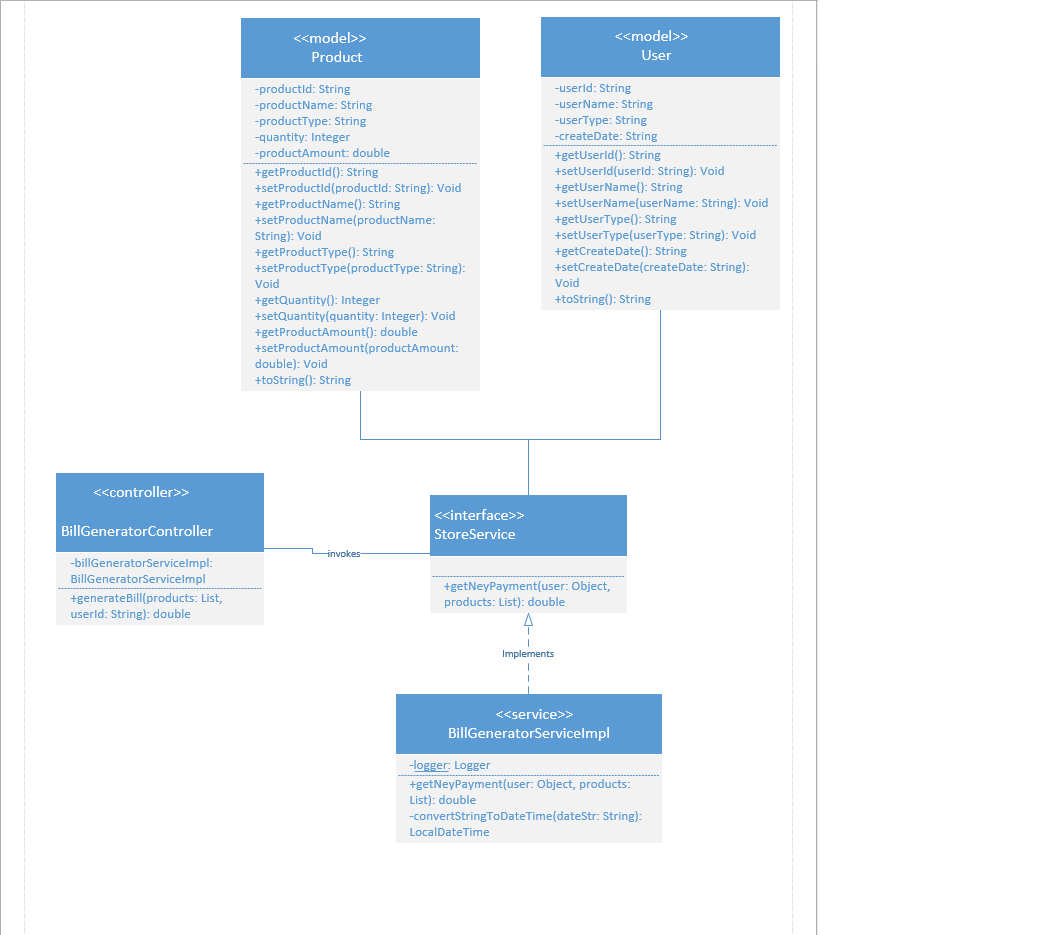 <<model>>
Product
-productId: String
-productName: String
-productType: String
-quantity: Integer
-productAmount: double
+getProductId(): String
+setProductId(productId: String): Void
+getProductName(): String
+setProductName(productName:
String): Void
+getProductType(): String
+setProductType(productType: String):
Void
+getQuantity(): Integer
+setQuantity(quantity: Integer): Void
+getProductAmount(): double
+setProductAmount(productAmount:
double): Void
+toString(): String
<<model>>
User
-userId: String
-userName: String
-userType: String
-createDate: String
+getUserId(): String
+setUserId(userId: String): Void
+getUserName(): String
+setUserName(userName: String): Void
+getUserType(): String
+setUserType(userType: String): Void
+getCreateDate(): String
+setCreateDate(createDate: String):
Void
+toString(): String
<<controller>>
BillGeneratorController
-billGeneratorServiceImpl:
BillGeneratorServiceImpl
+generateBill(products: List,
userId: String): double
invokes
<<interface>>
StoreService
+getNeyPayment(user: Object,
products: List): double
Implements
<<service>>
BillGeneratorServiceImpl
-logger: Logger
+getNeyPayment(user: Object, products:
List): double
-convertStringToDateTime(dateStr: String):
LocalDateTime